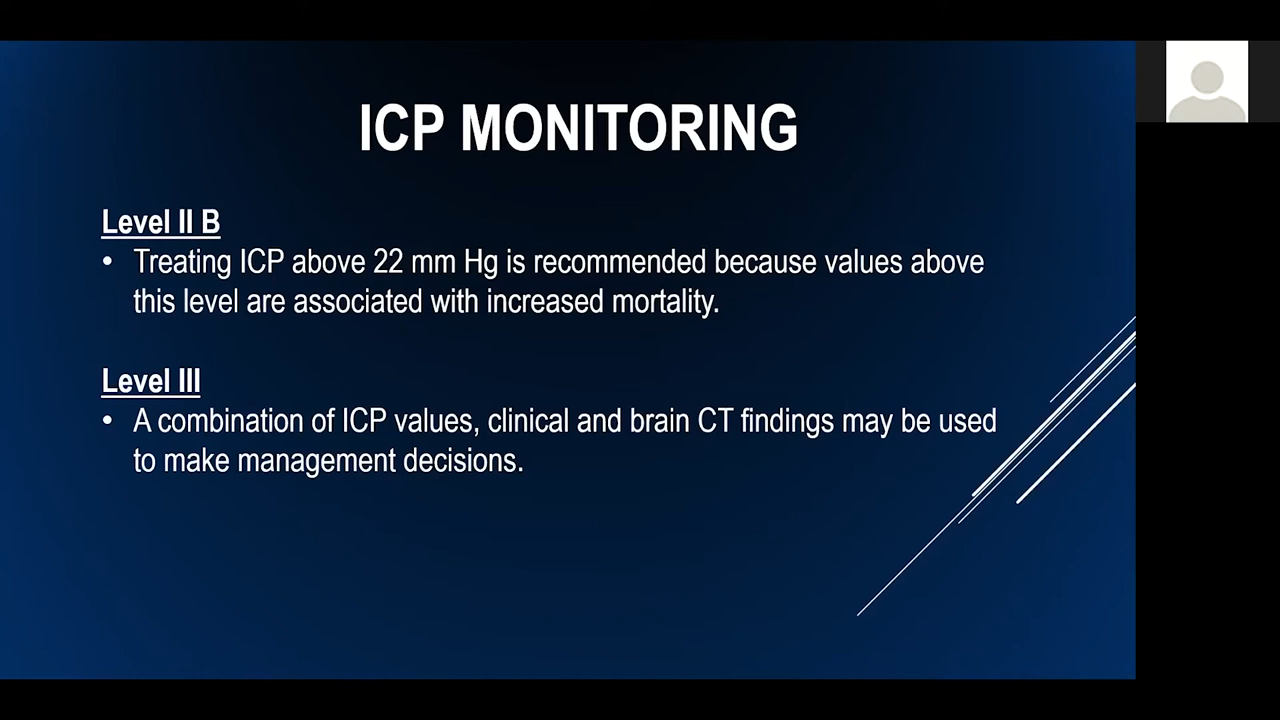 ICP MONITORING
Level II B
• Treating ICP above 22 mm Hg is recommended because values above
this level are associated with increased mortality.
Level III
• A combination of ICP values, clinical and brain CT findings may be used
to make management decisions.